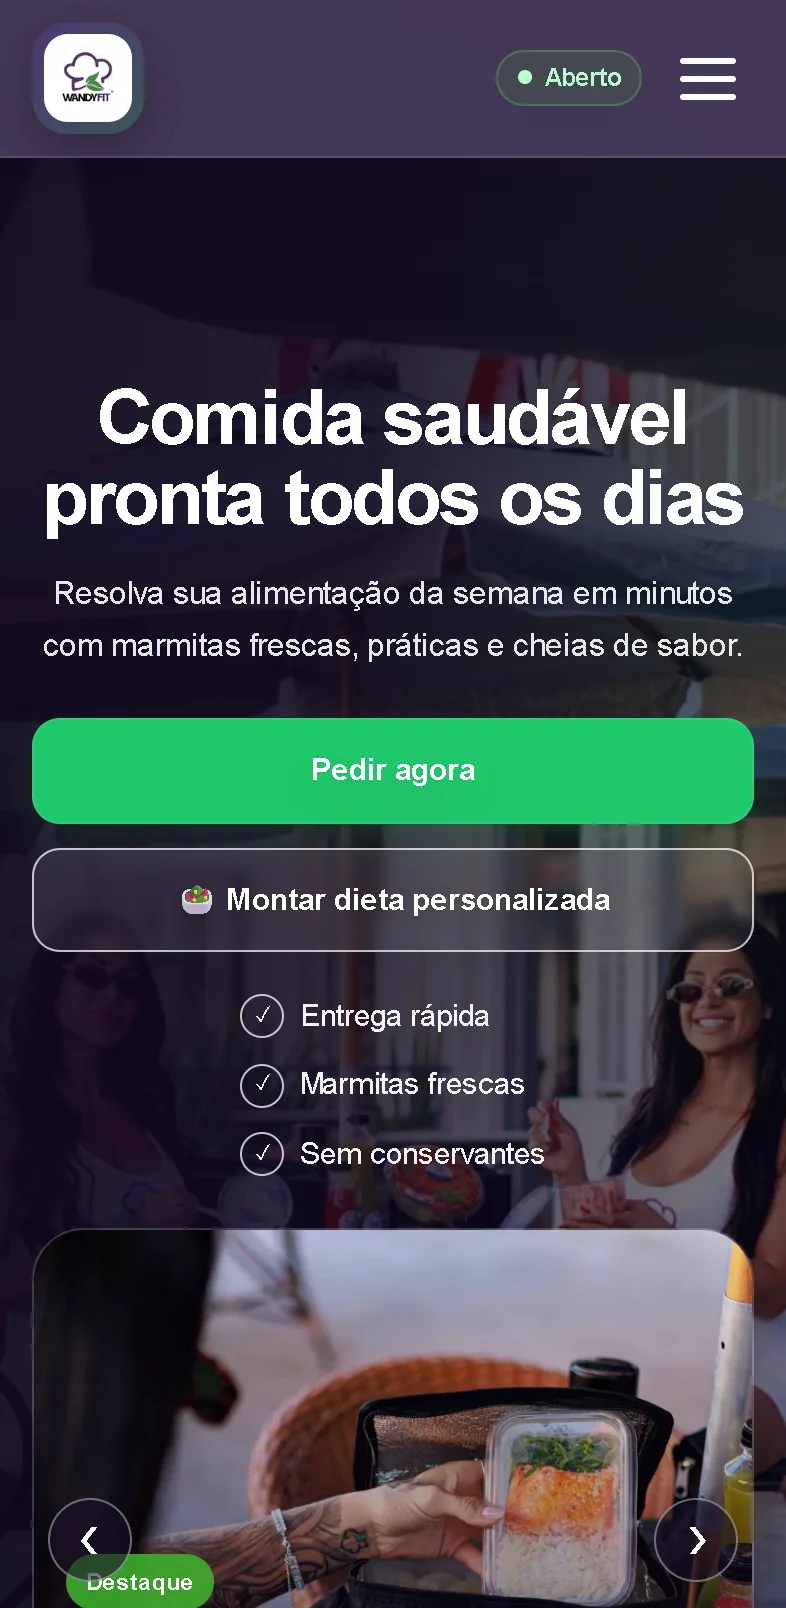 WANDYFIT
Aberto
Comida saudável
pronta todos os dias
Resolva sua alimentação da semana em minutos
com marmitas frescas, práticas e cheias de sabor.
Pedir agora
Montar dieta personalizada
Entrega rápida
Marmitas frescas
Sem conservantes
Destaque